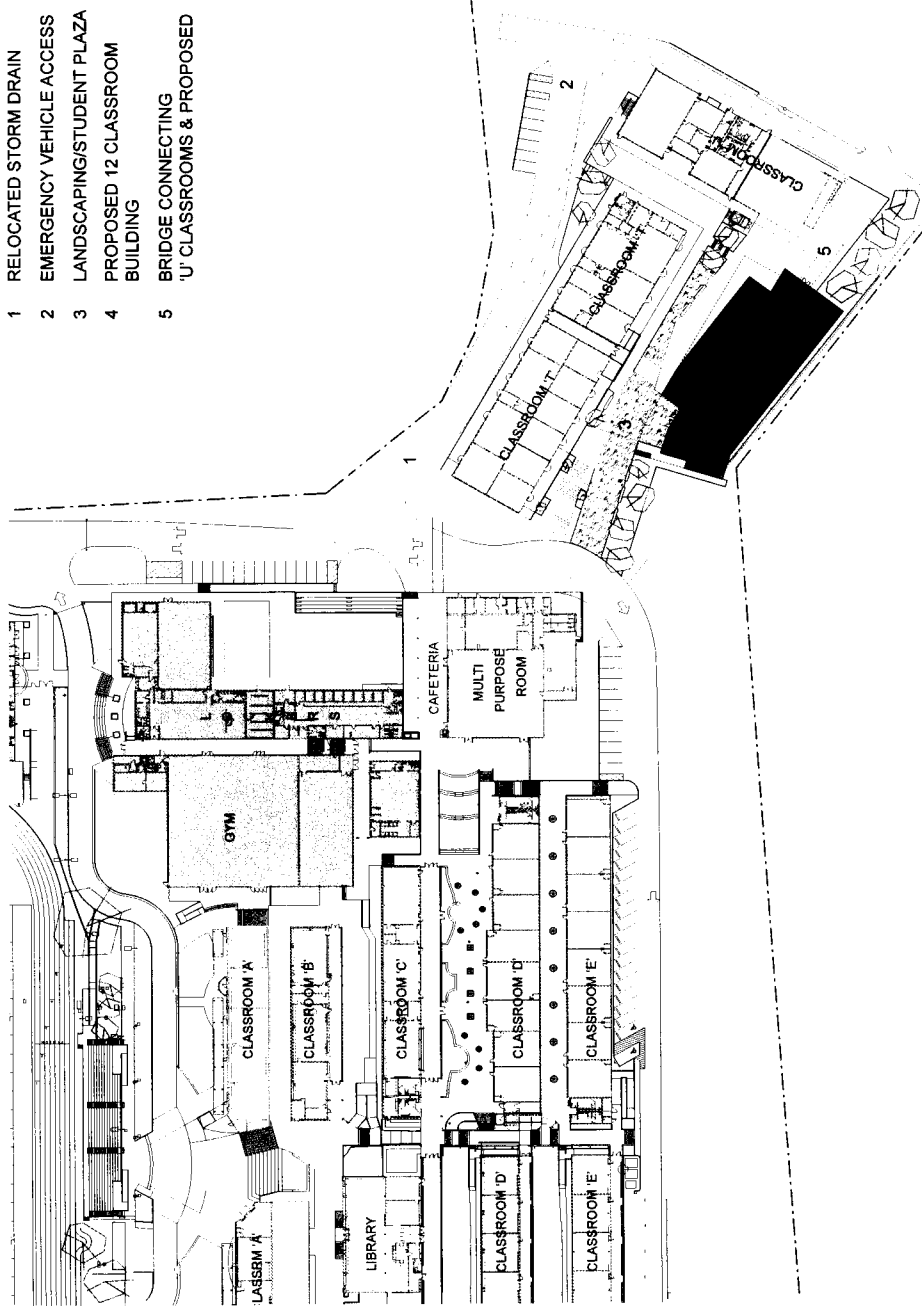 1 RELOCATED STORM DRAIN
2 EMERGENCY VEHICLE ACCESS
3 LANDSCAPING/STUDENT PLAZA
4 PROPOSED 12 CLASSROOM
BUILDING
5 BRIDGE CONNECTING
'U' CLASSROOMS & PROPOSED
2
CLASSROOM 'U'
5
CLASSROOM 'T'
CLASSROOM 'T'
3
1
CAFETERIA
MULTI
PURPOSE
ROOM
GYM
CLASSROOM 'A'
CLASSROOM 'B'
CLASSROOM 'C'
CLASSROOM 'D'
CLASSROOM 'E'
CLASSRM 'A'
LIBRARY
CLASSROOM 'D'
CLASSROOM 'E'